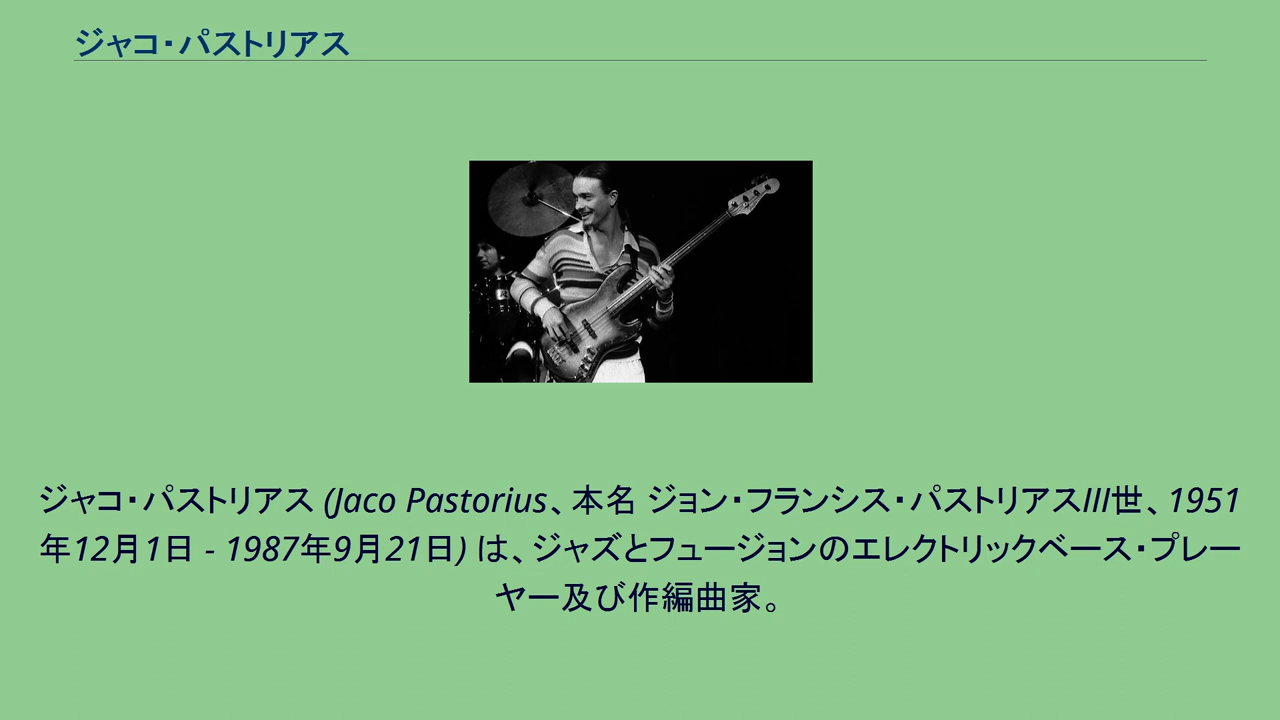 ジャコ・パストリアス
ジャコ・パストリアス (Jaco Pastorius、本名 ジョン・フランシス・パストリアスIII世、1951
年12月1日 - 1987年9月21日) は、ジャズとフュージョンのエレクトリックベース・プレー
ヤー及び作編曲家。